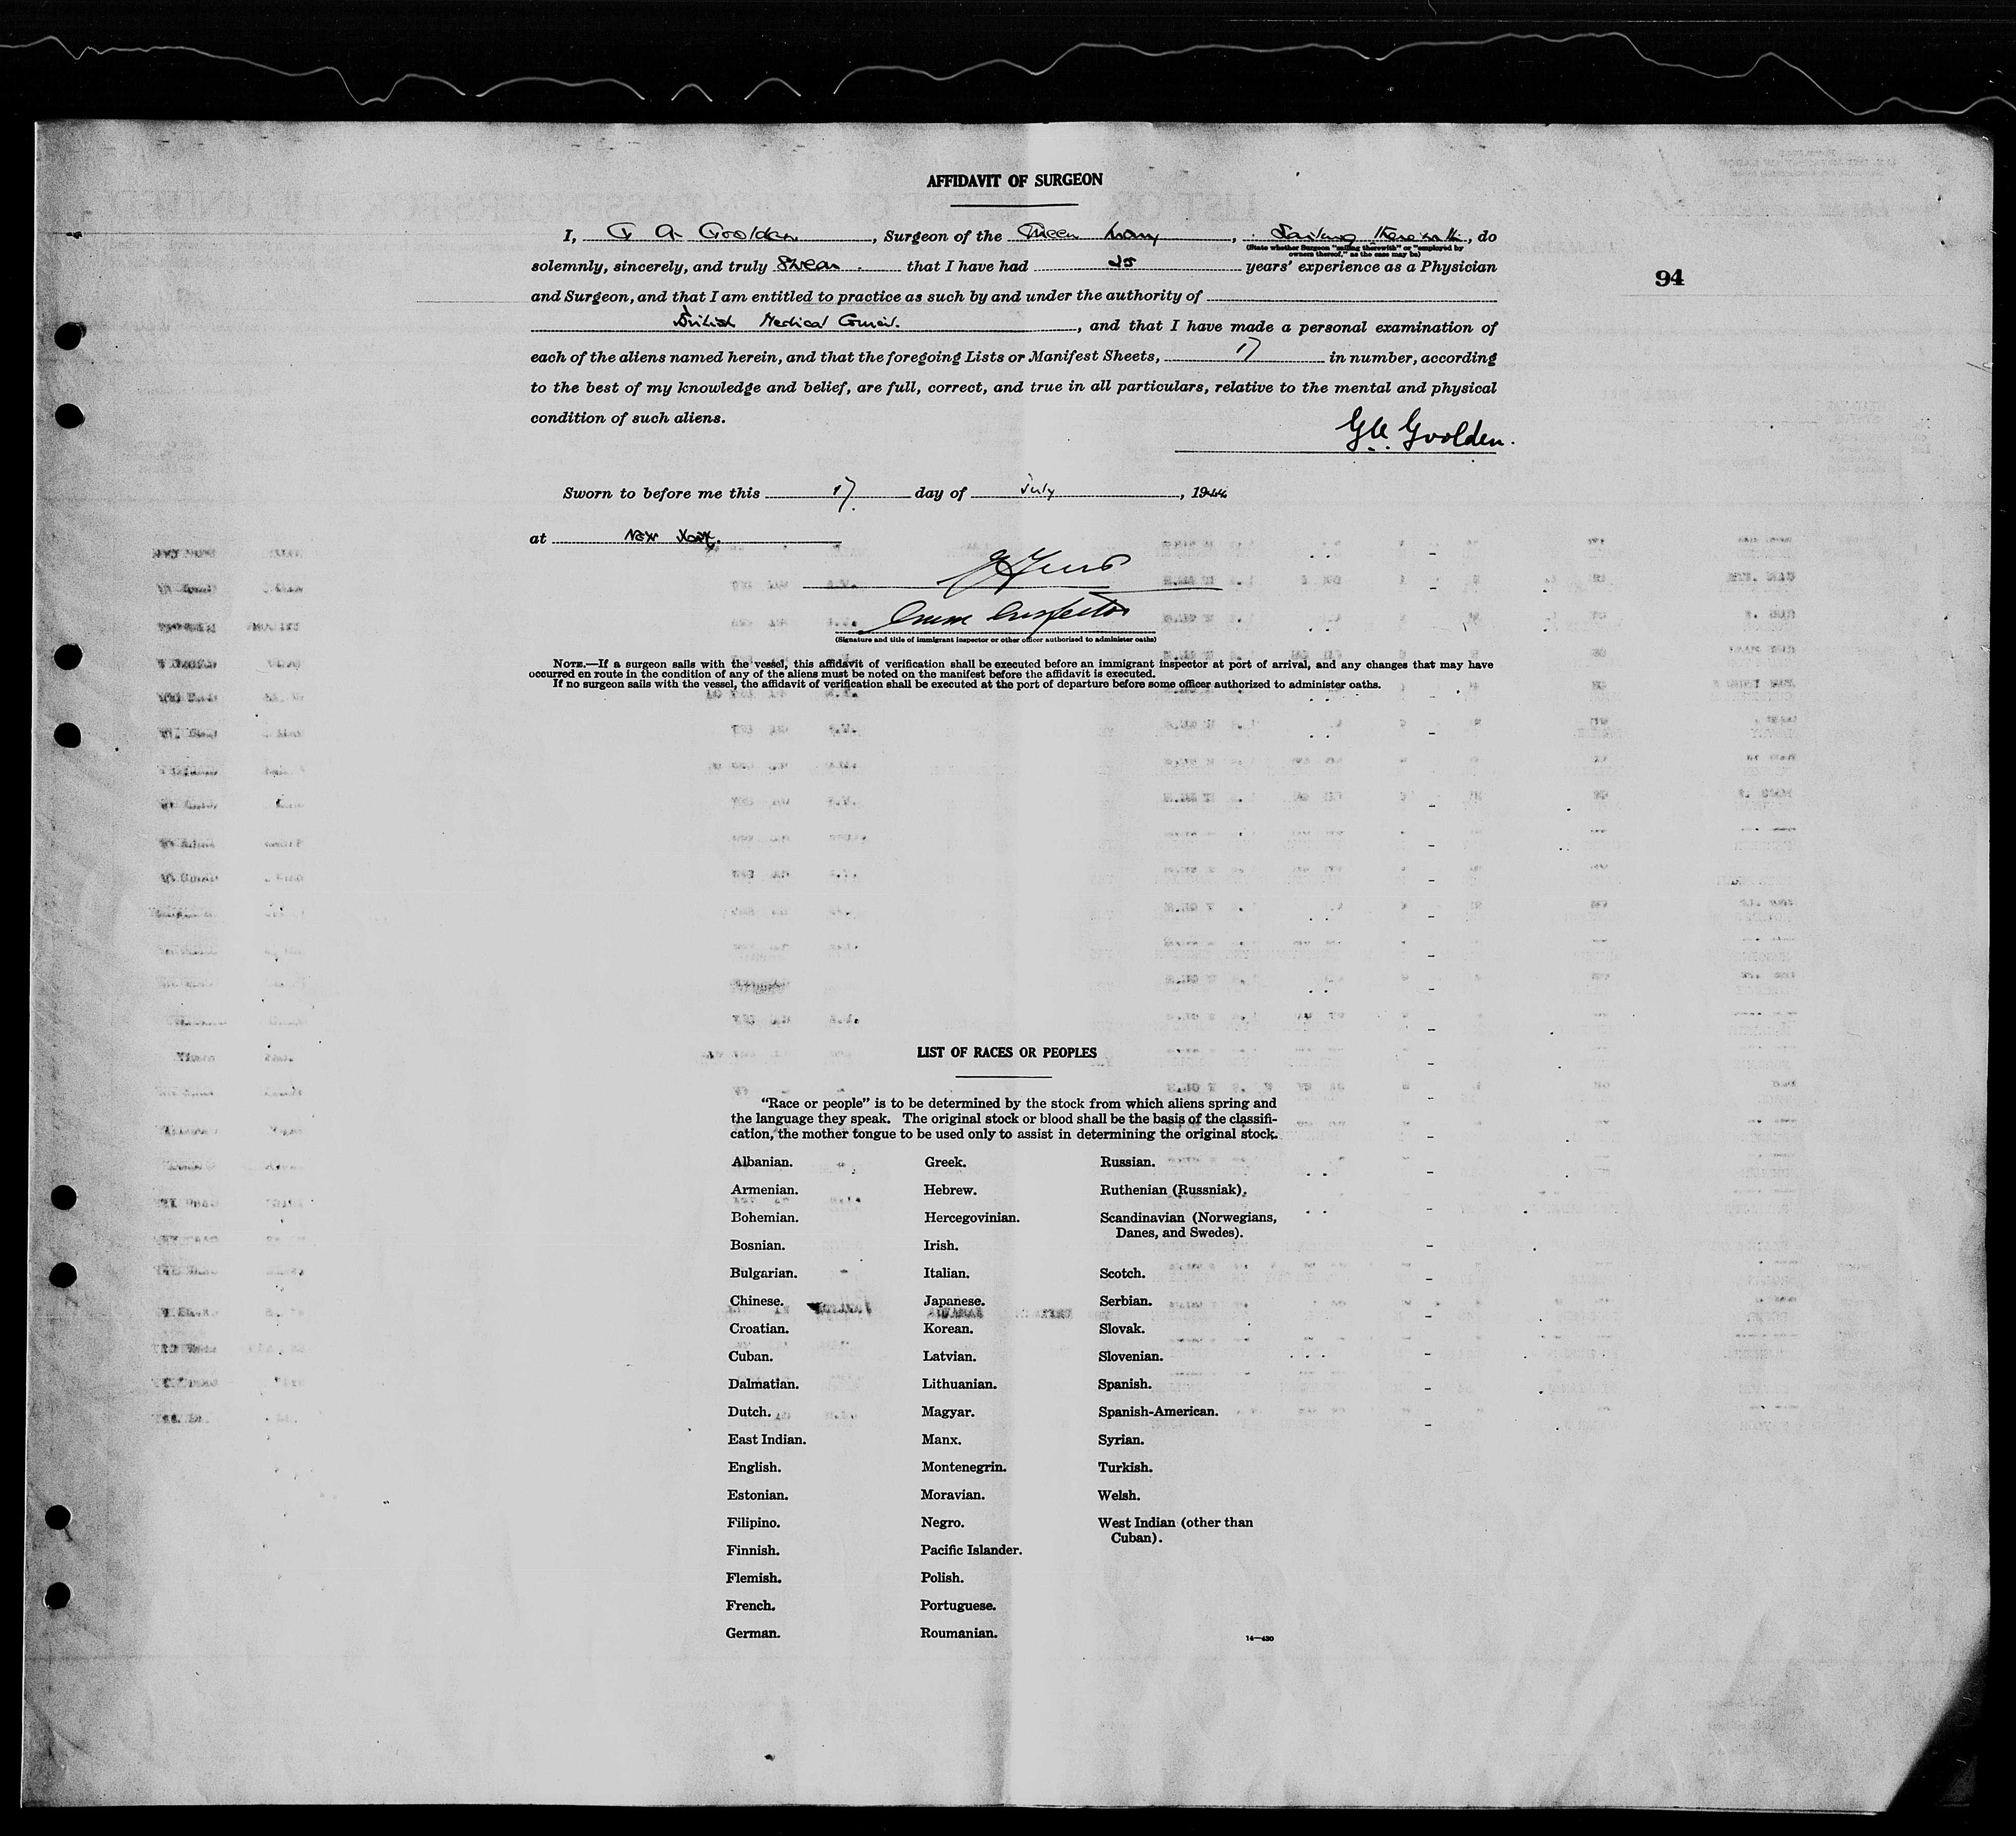 AFFIDAVIT OF SURGEON
I, G A Goolden, Surgeon of the Queen Mary, Sailing therewith, do
(State whether Surgeon "sailing therewith" or "employed by
owners thereof," as the case may be)
solemnly, sincerely, and truly Swear that I have had 25 years' experience as a Physician
94
and Surgeon, and that I am entitled to practice as such by and under the authority of
British Medical Council., and that I have made a personal examination of
each of the aliens named herein, and that the foregoing Lists or Manifest Sheets, 17 in number, according
to the best of my knowledge and belief, are full, correct, and true in all particulars, relative to the mental and physical
condition of such aliens.
G A Goolden.
Sworn to before me this 17 day of July, 1944
at New York.
Imm Inspector
(Signature and title of immigrant inspector or other officer authorized to administer oaths)
NOTE.—If a surgeon sails with the vessel, this affidavit of verification shall be executed before an immigrant inspector at port of arrival, and any changes that may have
occurred en route in the condition of any of the aliens must be noted on the manifest before the affidavit is executed.
If no surgeon sails with the vessel, the affidavit of verification shall be executed at the port of departure before some officer authorized to administer oaths.
LIST OF RACES OR PEOPLES
"Race or people" is to be determined by the stock from which aliens spring and
the language they speak. The original stock or blood shall be the basis of the classifi-
cation, the mother tongue to be used only to assist in determining the original stock.
Albanian.
Armenian.
Bohemian.
Bosnian.
Bulgarian.
Chinese.
Croatian.
Cuban.
Dalmatian.
Dutch.
East Indian.
English.
Estonian.
Filipino.
Finnish.
Flemish.
French.
German.
Greek.
Hebrew.
Hercegovinian.
Irish.
Italian.
Japanese.
Korean.
Latvian.
Lithuanian.
Magyar.
Manx.
Montenegrin.
Moravian.
Negro.
Pacific Islander.
Polish.
Portuguese.
Roumanian.
Russian.
Ruthenian (Russniak).
Scandinavian (Norwegians,
Danes, and Swedes).
Scotch.
Serbian.
Slovak.
Slovenian.
Spanish.
Spanish-American.
Syrian.
Turkish.
Welsh.
West Indian (other than
Cuban).
14—430